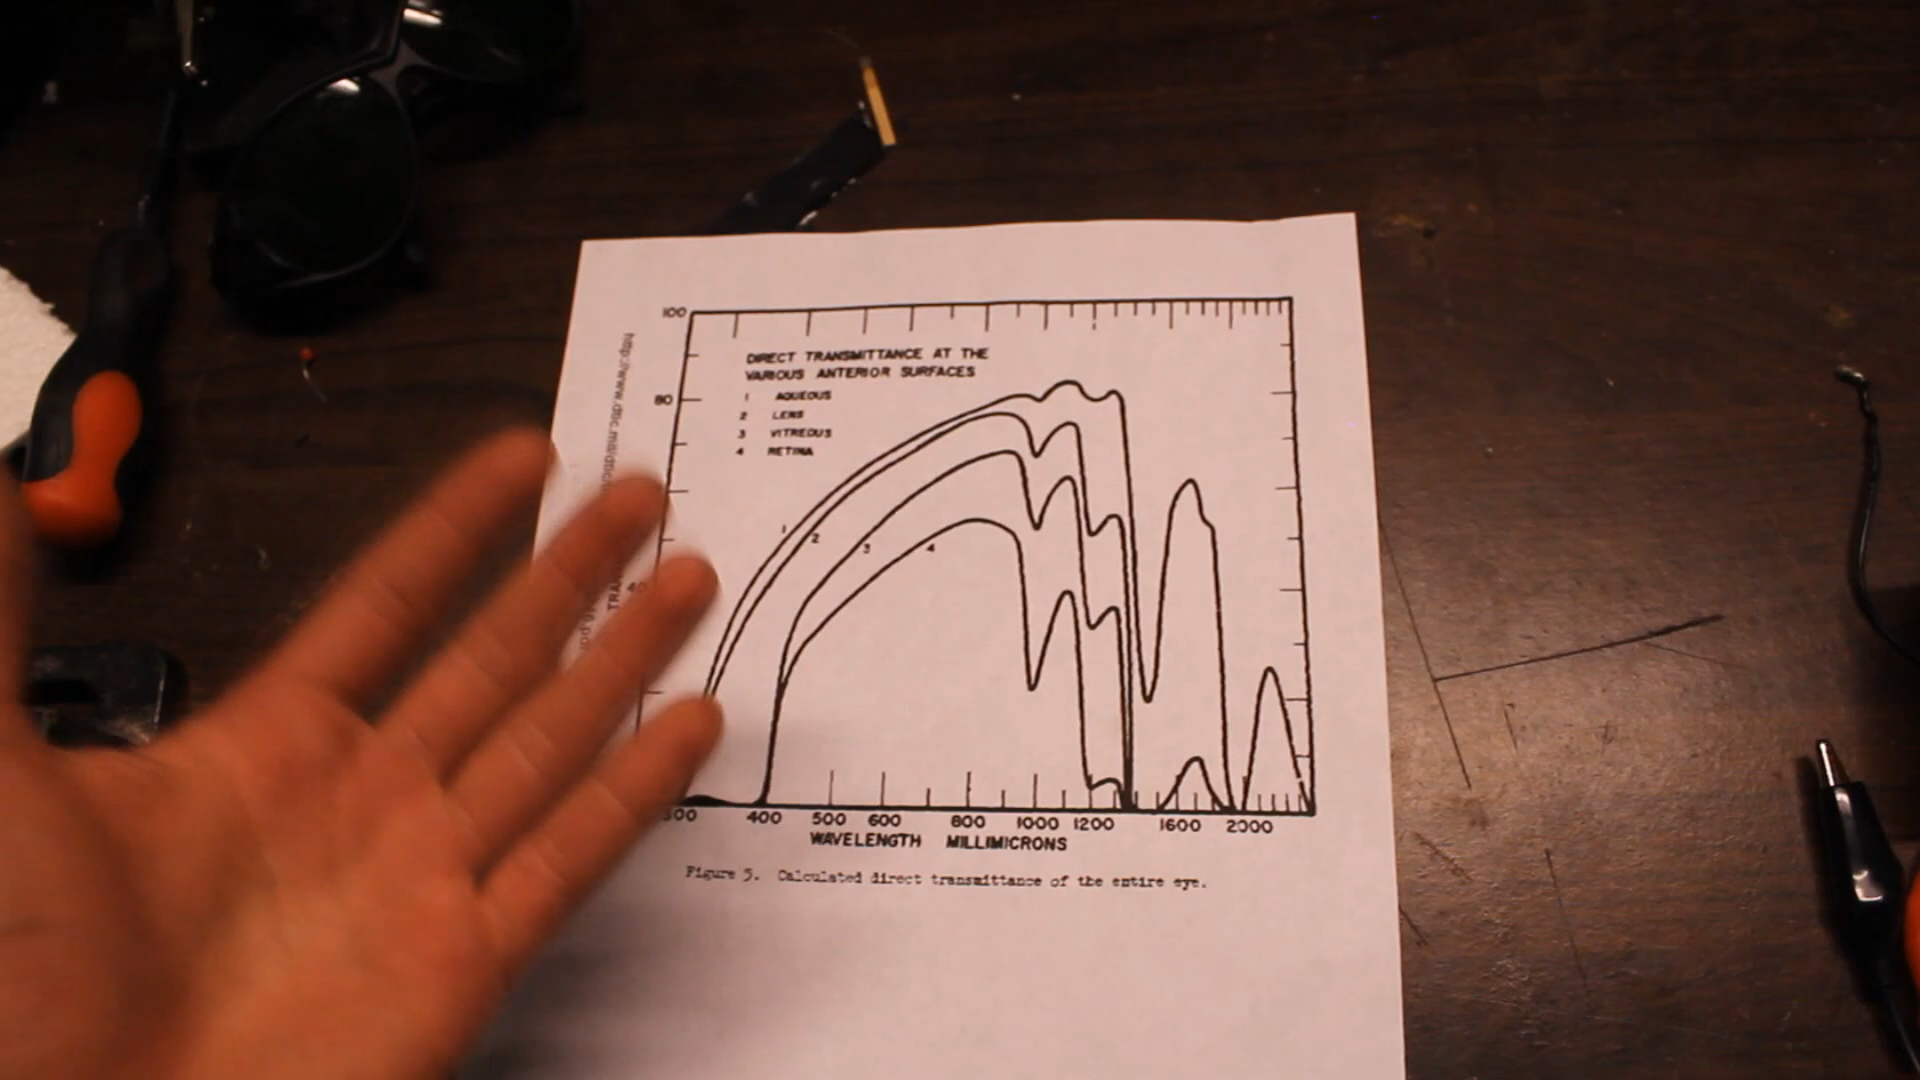 100
DIRECT TRANSMITTANCE AT THE
VARIOUS ANTERIOR SURFACES
1 AQUEOUS
2 LENS
3 VITREOUS
4 RETINA
80
1
2
3
4
40
400 500 600 800 1000 1200 1600 2000
WAVELENGTH MILLIMICRONS
Figure 5. Calculated direct transmittance of the entire eye.